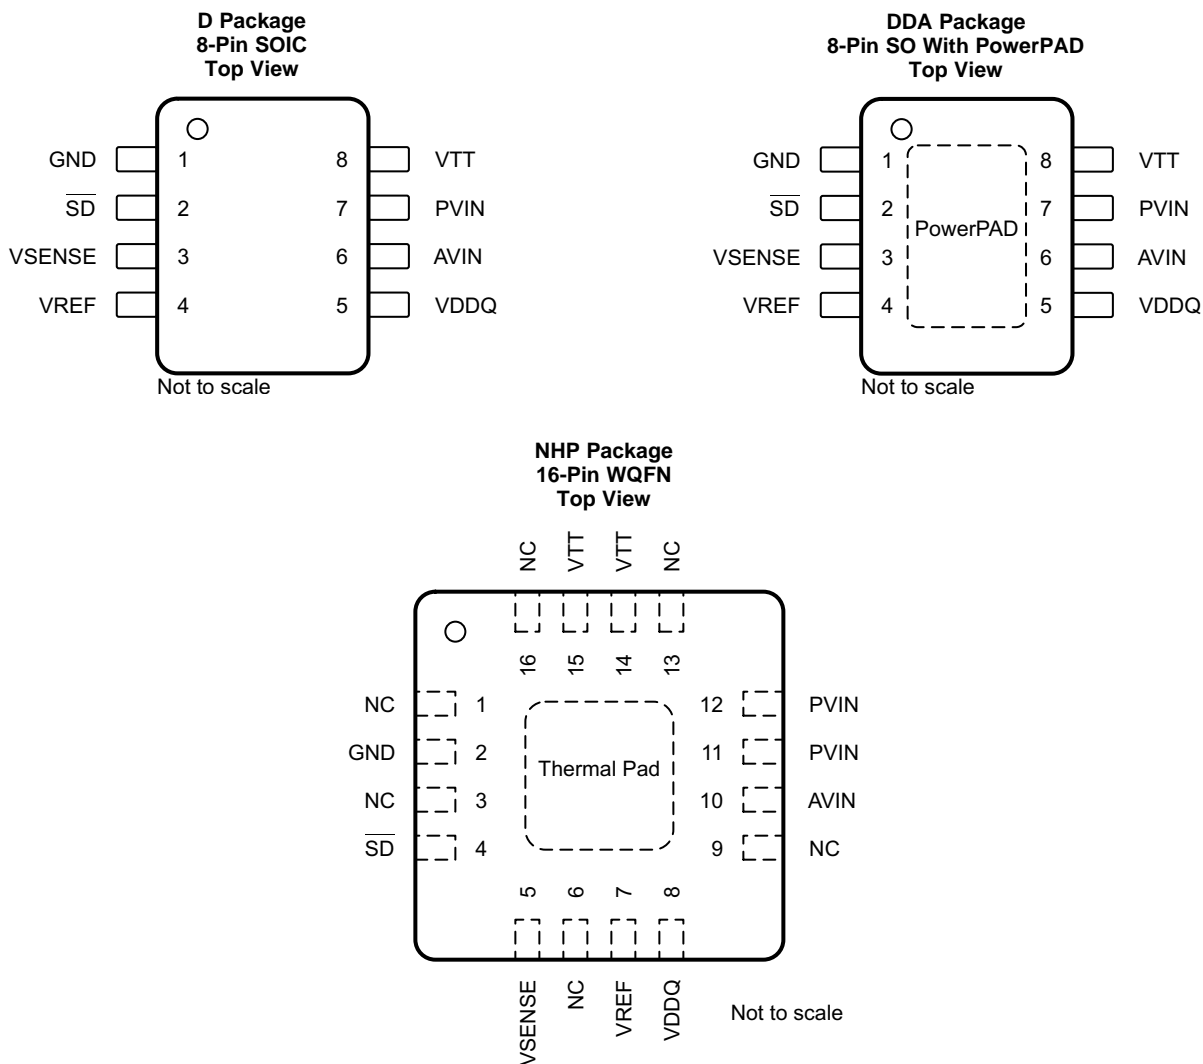 D Package
8-Pin SOIC
Top View
GND 1 8 VTT
SD 2 7 PVIN
VSENSE 3 6 AVIN
VREF 4 5 VDDQ
Not to scale
DDA Package
8-Pin SO With PowerPAD
Top View
GND 1 8 VTT
SD 2 7 PVIN
PowerPAD
VSENSE 3 6 AVIN
VREF 4 5 VDDQ
Not to scale
NHP Package
16-Pin WQFN
Top View
NC VTT VTT NC
16 15 14 13
NC 1 12 PVIN
GND 2 11 PVIN
Thermal Pad
NC 3 10 AVIN
SD 4 9 NC
5 6 7 8
VSENSE NC VREF VDDQ
Not to scale